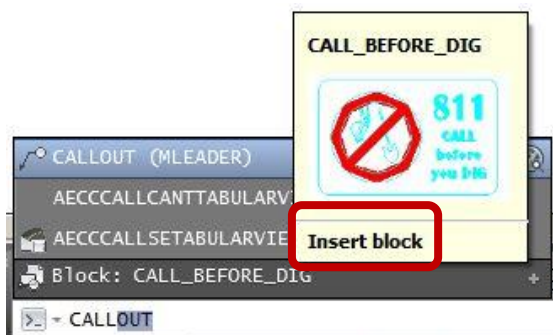 CALL_BEFORE_DIG
811
CALL
before
you DIG
Insert block
CALLOUT (MLEADER)
AECCCALLCANTTABULARVI
AECCCALLSETABULARVIE
Block: CALL_BEFORE_DIG
CALLOUT